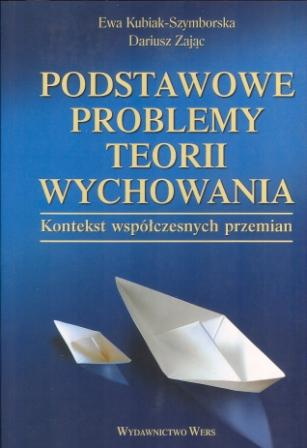 Ewa Kubiak-Szymborska
Dariusz Zając
PODSTAWOWE
PROBLEMY
TEORII
WYCHOWANIA
Kontekst współczesnych przemian
WYDAWNICTWO WERS